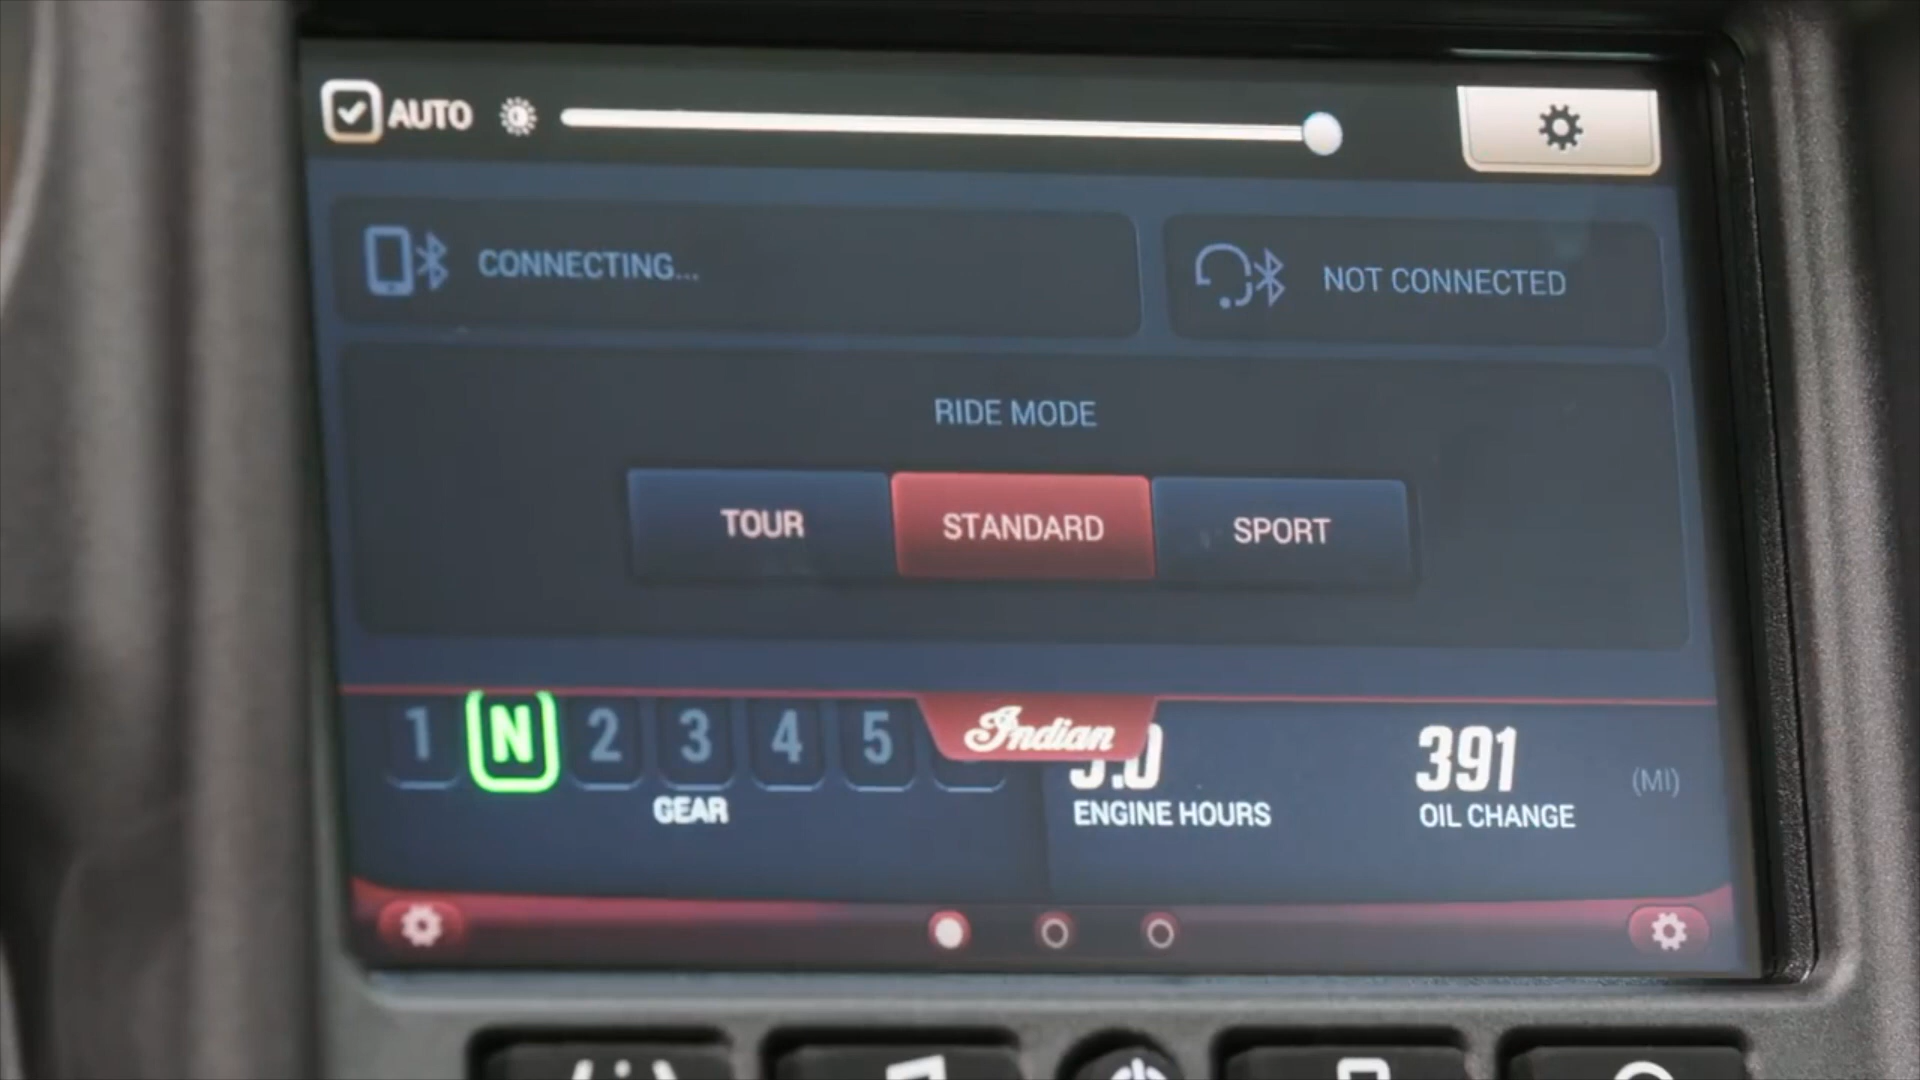 AUTO
CONNECTING...
NOT CONNECTED
RIDE MODE
TOUR STANDARD SPORT
1 N 2 3 4 5
Indian
391 (MI)
GEAR
ENGINE HOURS
OIL CHANGE